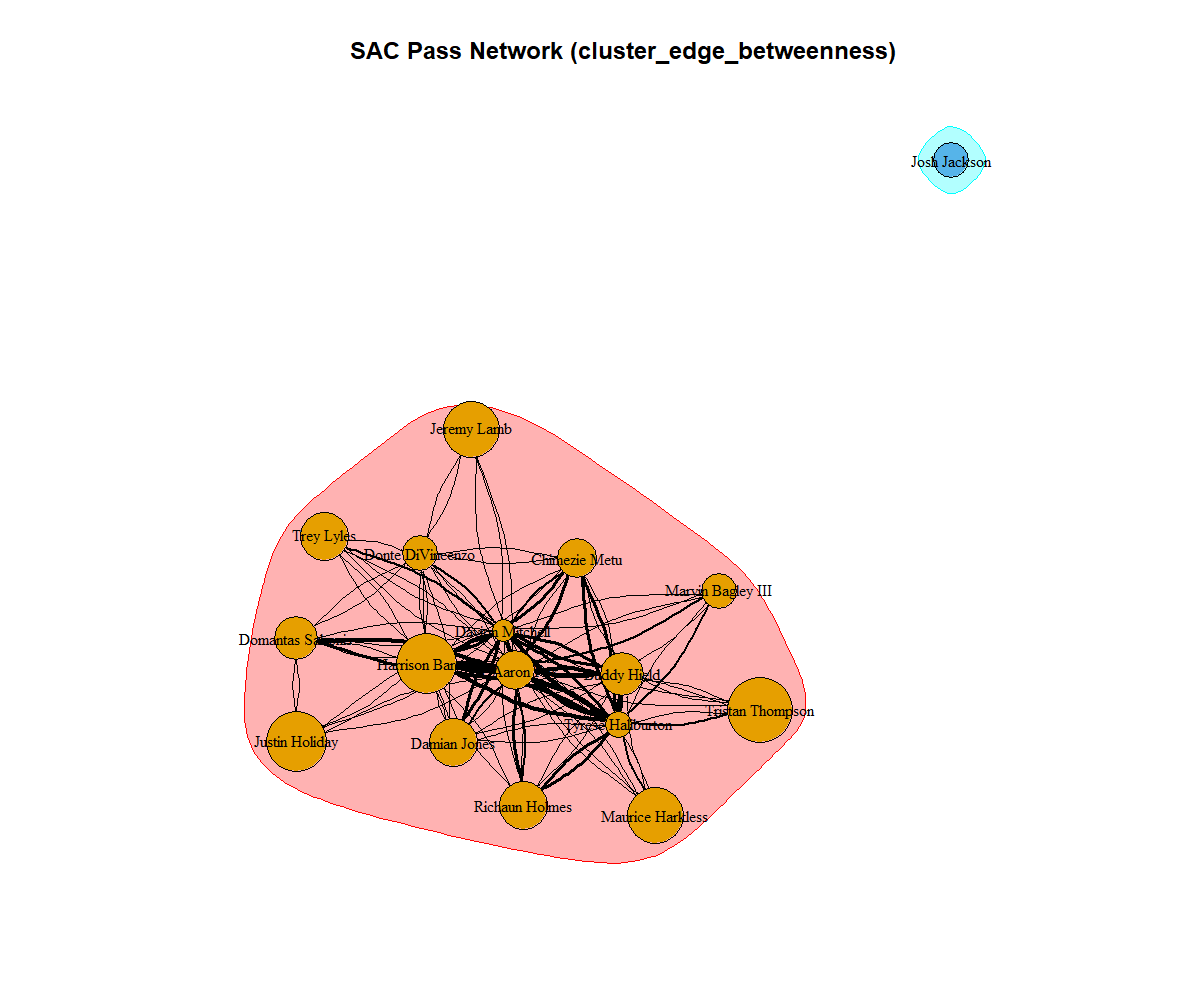 SAC Pass Network (cluster_edge_betweenness)
Josh Jackson
Jeremy Lamb
Trey Lyles
Donte DiVincenzo
Chimezie Metu
Marvin Bagley III
Davion Mitchell
Domantas Sabonis
Harrison
Aaron
Buddy Hield
Tristan Thompson
Tyrese Haliburton
Justin Holiday
Damian Jones
Richaun Holmes
Maurice Harkless